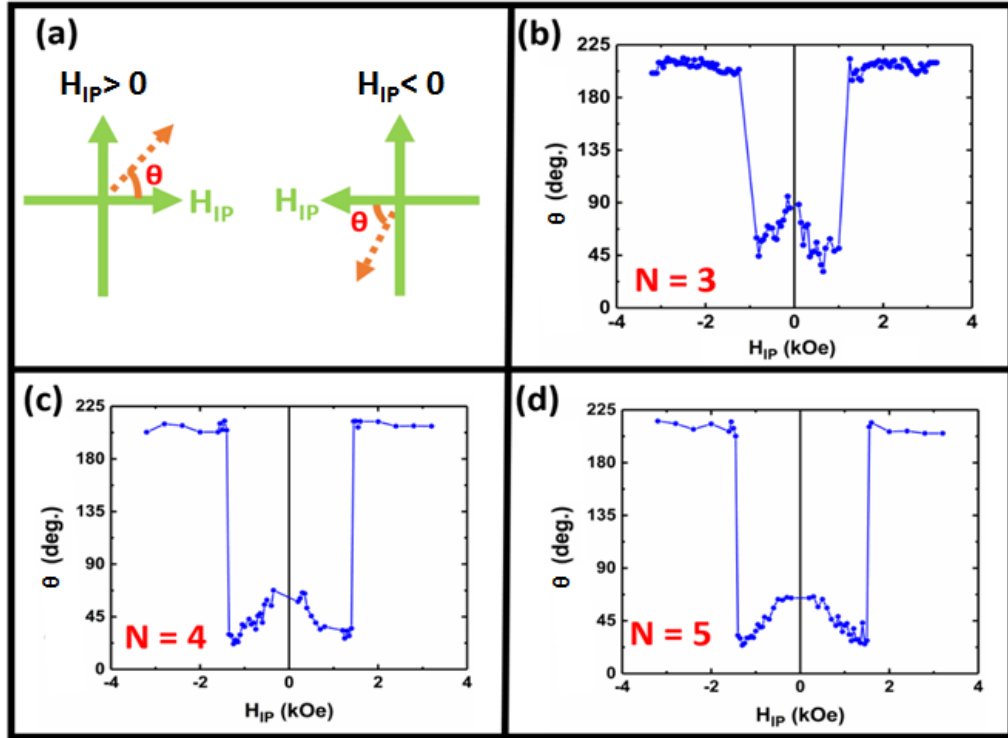 (a)
H_IP> 0
H_IP< 0
θ
H_IP
H_IP
θ
(b)
225
180
135
90
45
0
θ (deg.)
N = 3
-4 -2 0 2 4
H_IP (kOe)
(c)
225
180
135
90
45
0
θ (deg.)
N = 4
-4 -2 0 2 4
H_IP (kOe)
(d)
225
180
135
90
45
0
θ (deg.)
N = 5
-4 -2 0 2 4
H_IP (kOe)